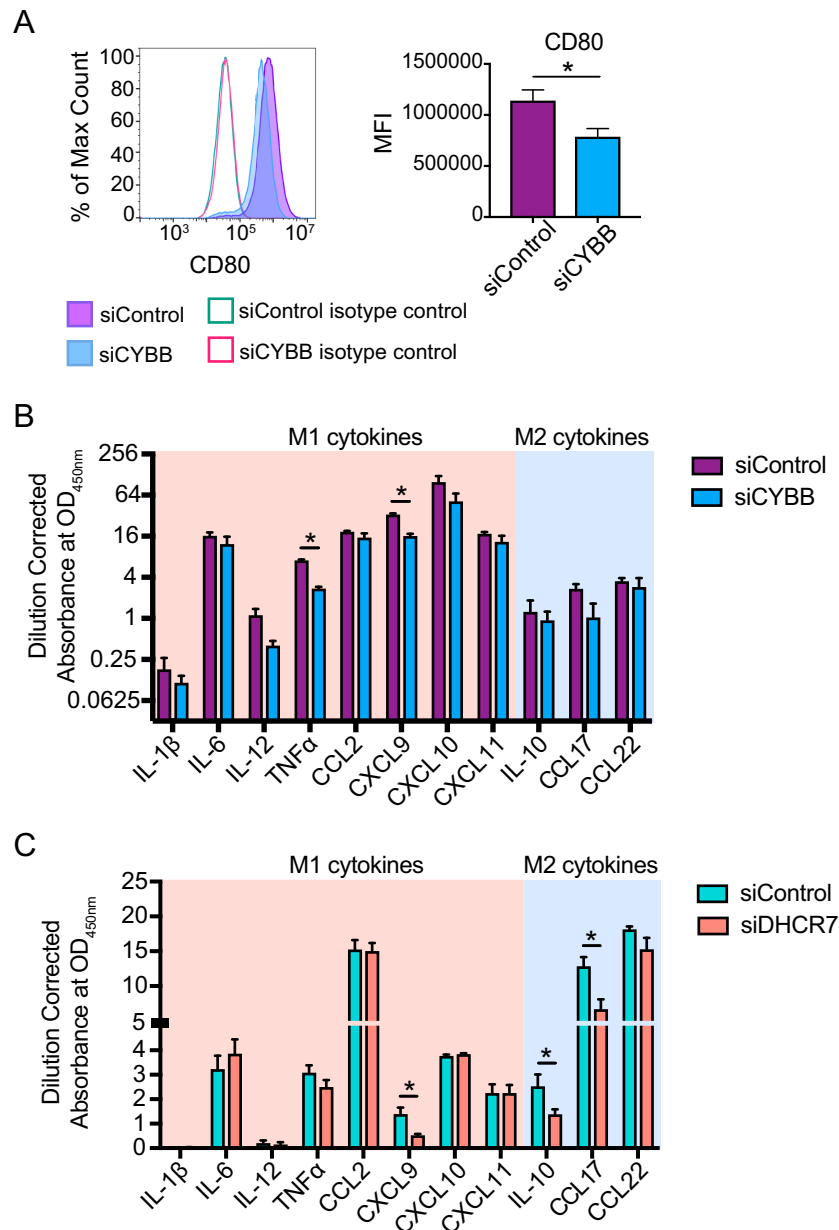 A
% of Max Count
100
80
60
40
20
0
10³
10⁵
10⁷
CD80
CD80
MFI
1500000
1000000
500000
0
*
siControl
siCYBB
siControl
siControl isotype control
siCYBB
siCYBB isotype control
B
M1 cytokines
M2 cytokines
Dilution Corrected
Absorbance at OD450nm
256
64
16
4
1
0.25
0.0625
*
*
IL-1β
IL-6
IL-12
TNFα
CCL2
CXCL9
CXCL10
CXCL11
IL-10
CCL17
CCL22
siControl
siCYBB
C
M1 cytokines
M2 cytokines
Dilution Corrected
Absorbance at OD450nm
25
20
15
10
5
4
3
2
1
0
*
*
*
IL-1β
IL-6
IL-12
TNFα
CCL2
CXCL9
CXCL10
CXCL11
IL-10
CCL17
CCL22
siControl
siDHCR7